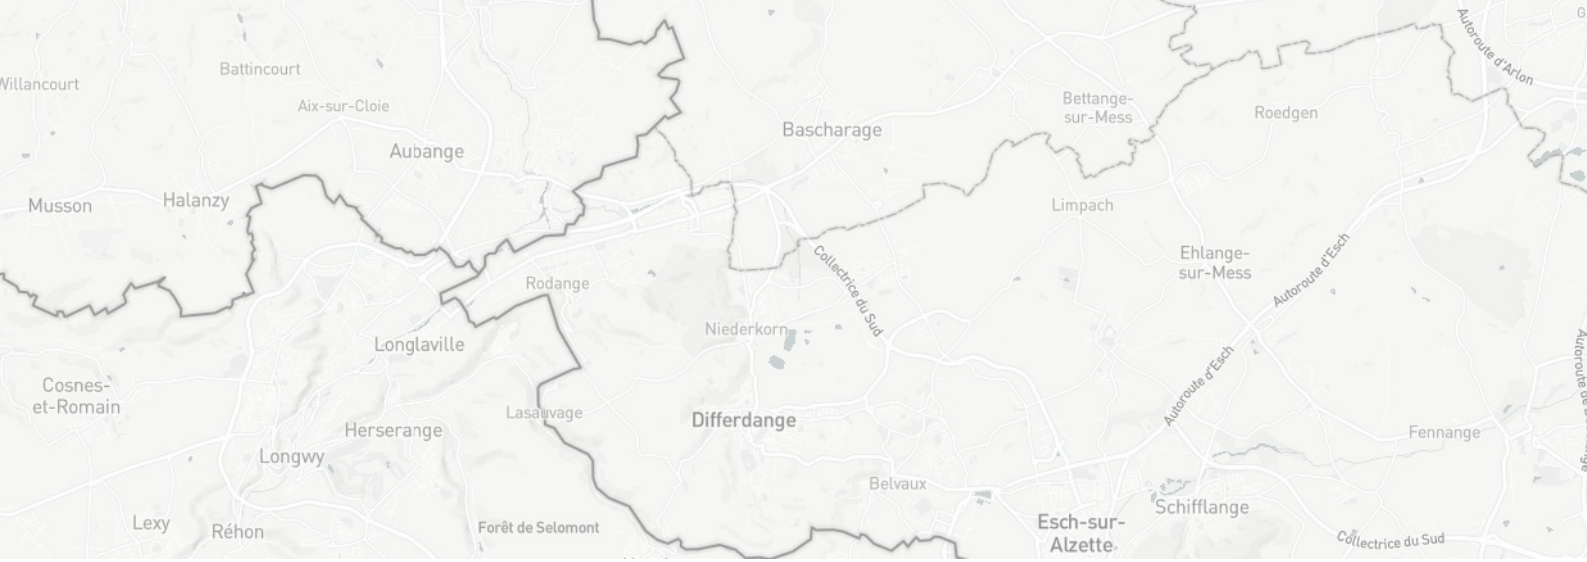 Autoroute d'Arlon
Battincourt
Willancourt
Aix-sur-Cloie
Bettange-
sur-Mess
Roedgen
Bascharage
Aubange
Halanzy
Musson
Limpach
Ehlange-
sur-Mess
Autoroute d'Esch
Collectrice du Sud
Rodange
Niederkorn
Longlaville
Autoroute d'Esch
Cosnes-
et-Romain
Lasauvage
Differdange
Herserange
Fennange
Longwy
Belvaux
Schifflange
Lexy
Réhon
Forêt de Selomont
Esch-sur-
Alzette
Collectrice du Sud
Autoroute de